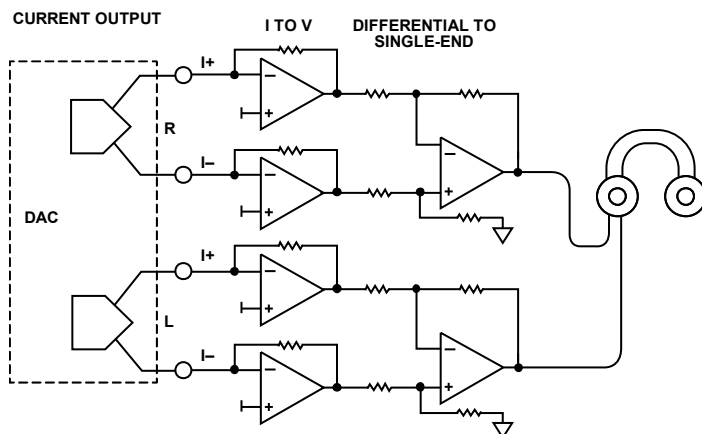 CURRENT OUTPUT
I TO V
DIFFERENTIAL TO
SINGLE-END
I+
−
+
−
+
R
I−
−
+
DAC
I+
−
+
−
+
L
I−
−
+